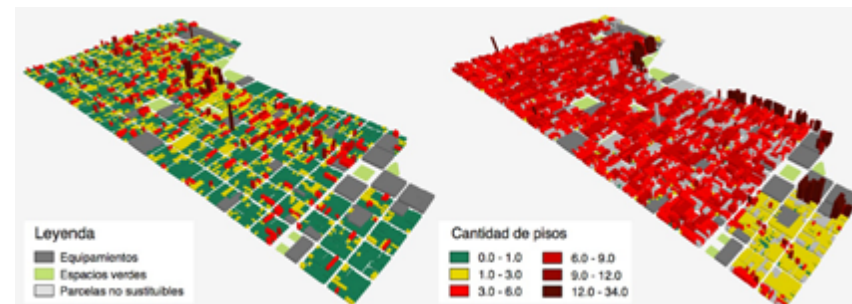 Leyenda
Equipamientos
Espacios verdes
Parcelas no sustituibles
Cantidad de pisos
0.0 - 1.0
1.0 - 3.0
3.0 - 6.0
6.0 - 9.0
9.0 - 12.0
12.0 - 34.0